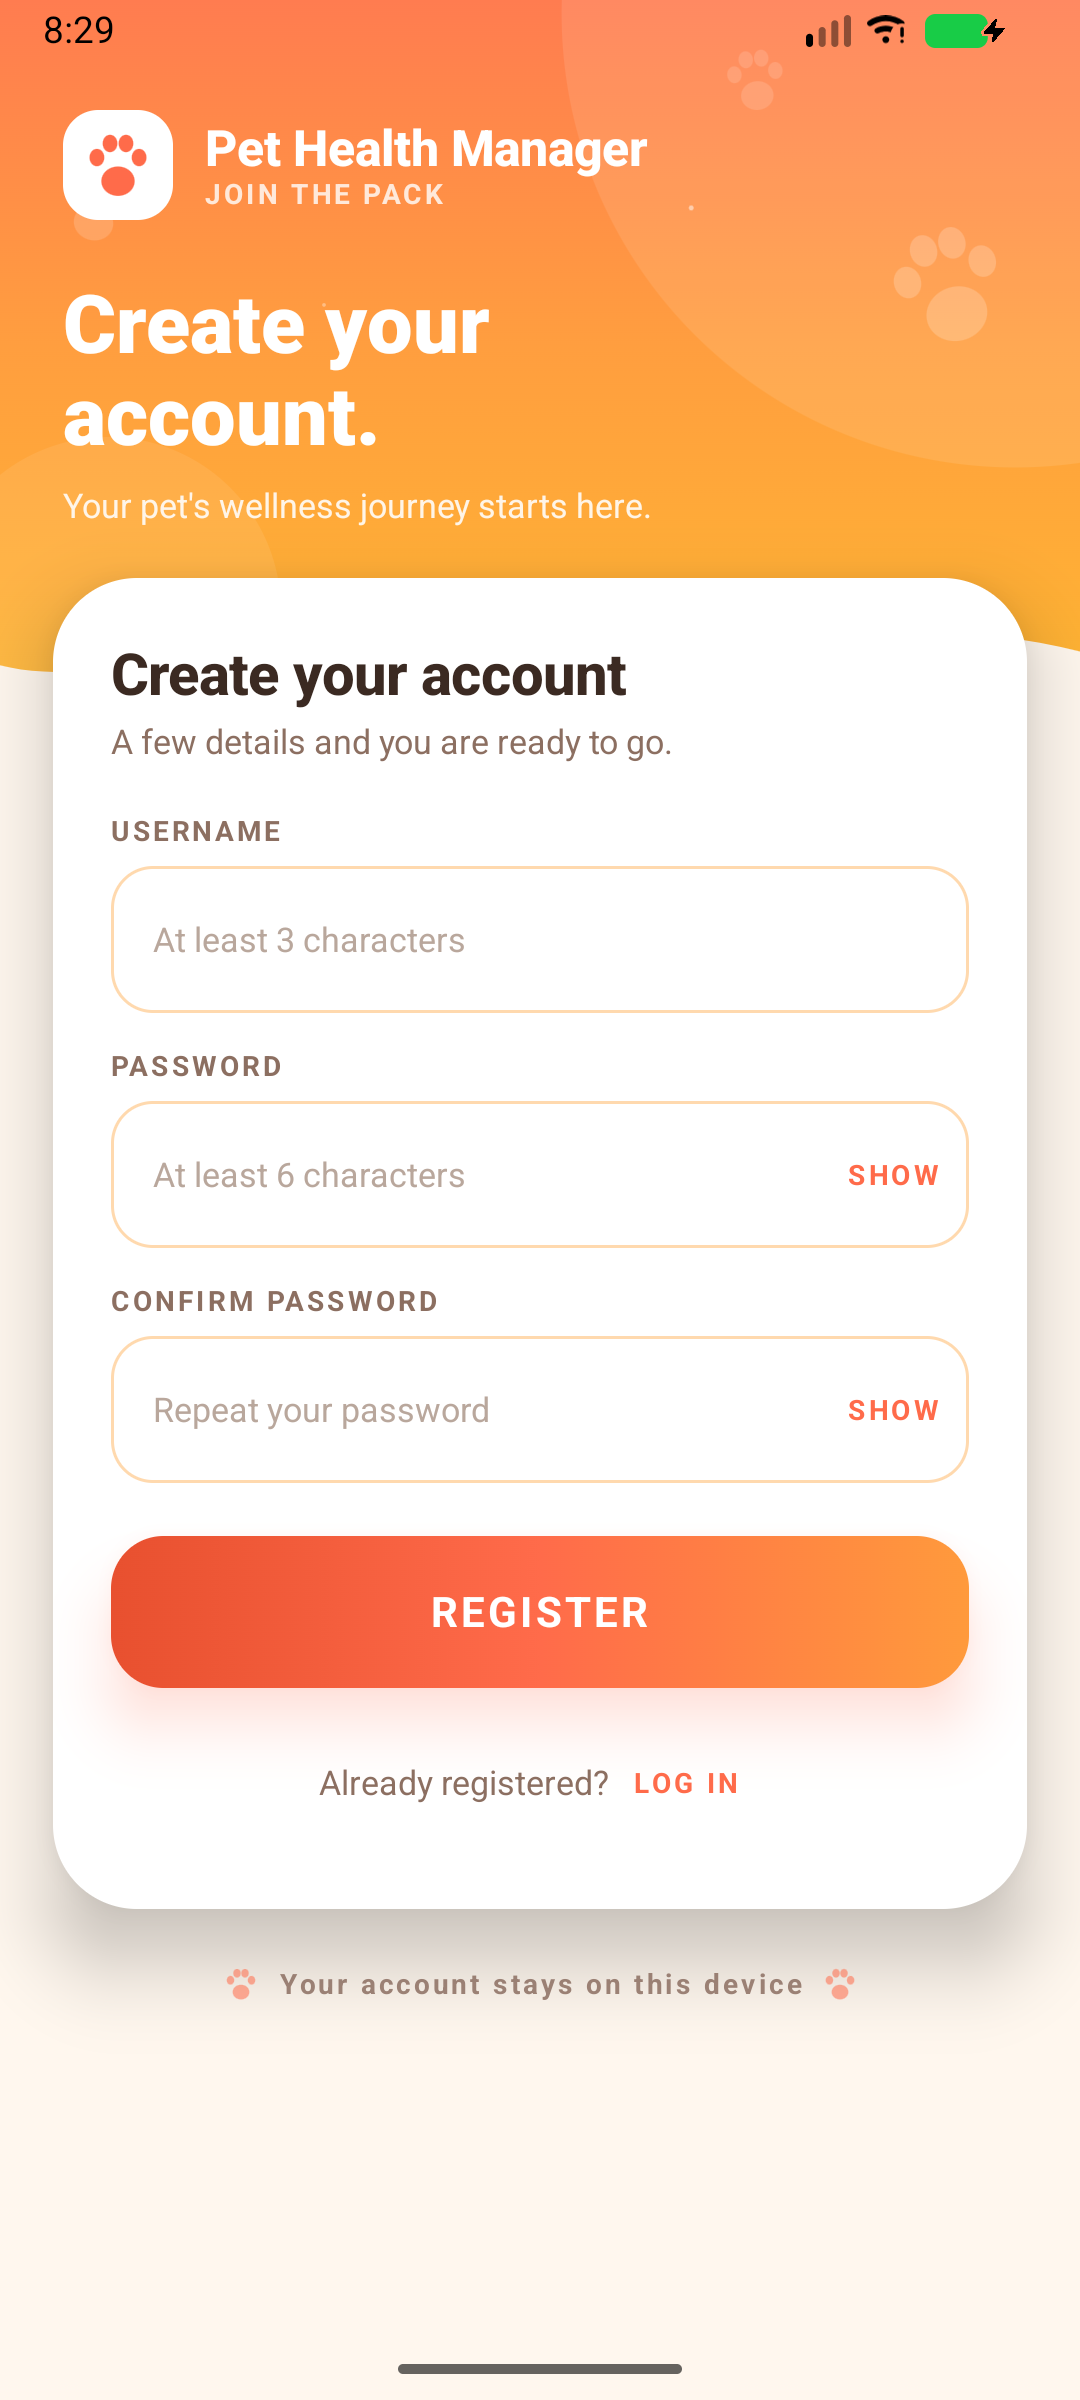 8:29
Pet Health Manager
JOIN THE PACK
Create your
account.
Your pet's wellness journey starts here.
Create your account
A few details and you are ready to go.
USERNAME
At least 3 characters
PASSWORD
At least 6 characters
SHOW
CONFIRM PASSWORD
Repeat your password
SHOW
REGISTER
Already registered? LOG IN
Your account stays on this device